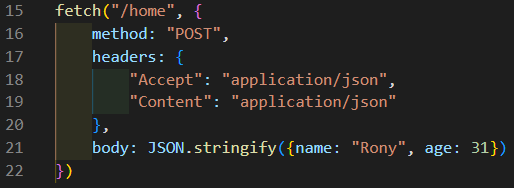 15 fetch("/home", {
16     method: "POST",
17     headers: {
18         "Accept": "application/json",
19         "Content": "application/json"
20     },
21     body: JSON.stringify({name: "Rony", age: 31})
22 })